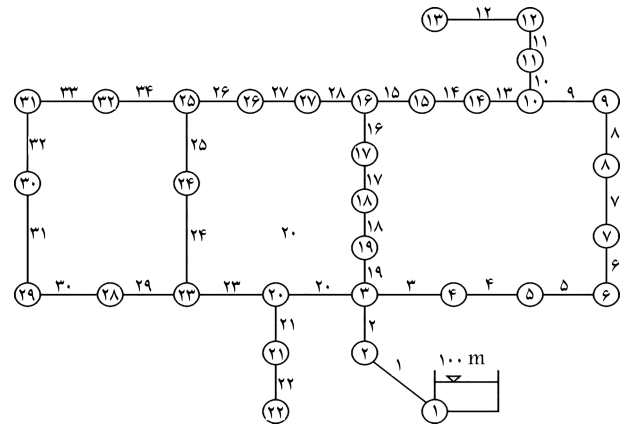 ۱۳ ۱۲ ۱۲
۱۱
۱۱
۱۰
۳۱ ۳۳ ۳۲ ۳۴ ۲۵ ۲۶ ۲۶ ۲۷ ۲۷ ۲۸ ۱۶ ۱۵ ۱۵ ۱۴ ۱۴ ۱۳ ۱۰ ۹ ۹
۳۲ ۲۵ ۱۶ ۸
۳۰ ۲۴ ۱۷ ۸
۱۷
۱۸ ۷
۳۱ ۲۴ ۲۰ ۱۸ ۷
۱۹ ۶
۱۹
۲۹ ۳۰ ۲۸ ۲۹ ۲۳ ۲۳ ۲۰ ۲۰ ۳ ۳ ۴ ۴ ۵ ۵ ۶
۲۱ ۲
۲۱ ۲ ۱ ۱۰۰ m
۲۲
۲۲ ۱